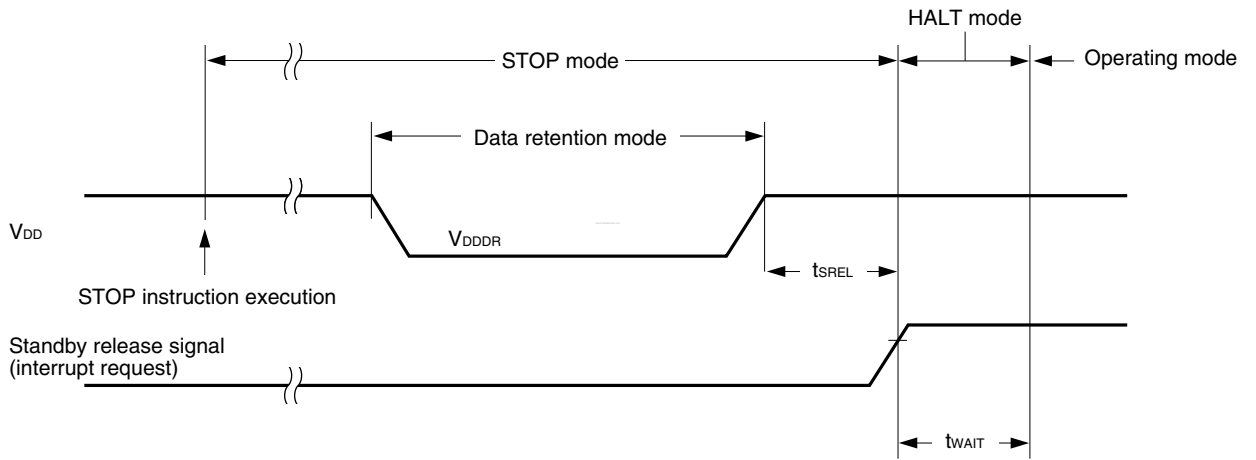 HALT mode
STOP mode
Operating mode
Data retention mode
VDD
VDDDR
tSREL
STOP instruction execution
Standby release signal
(interrupt request)
tWAIT